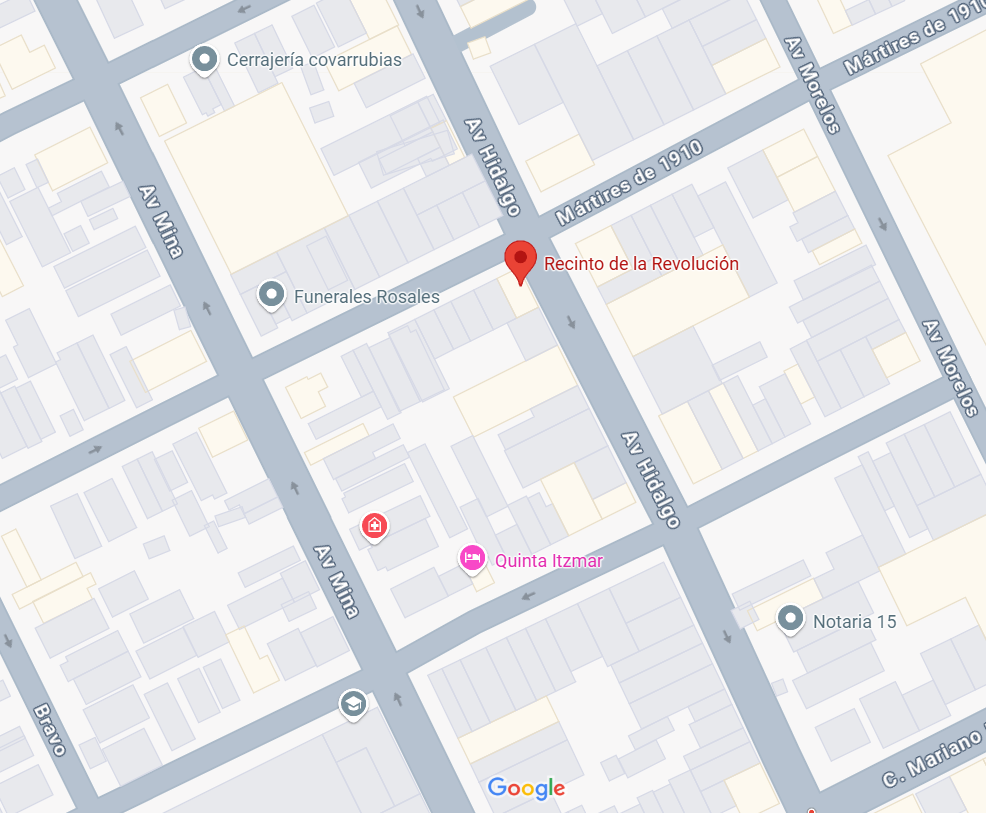 Mártires de 1910
Av Morelos
Cerrajería covarrubias
Av Hidalgo
Mártires de 1910
Av Mina
Recinto de la Revolución
Funerales Rosales
Av Morelos
Av Hidalgo
Av Mina
Quinta Itzmar
Notaria 15
Bravo
C. Mariano
Google